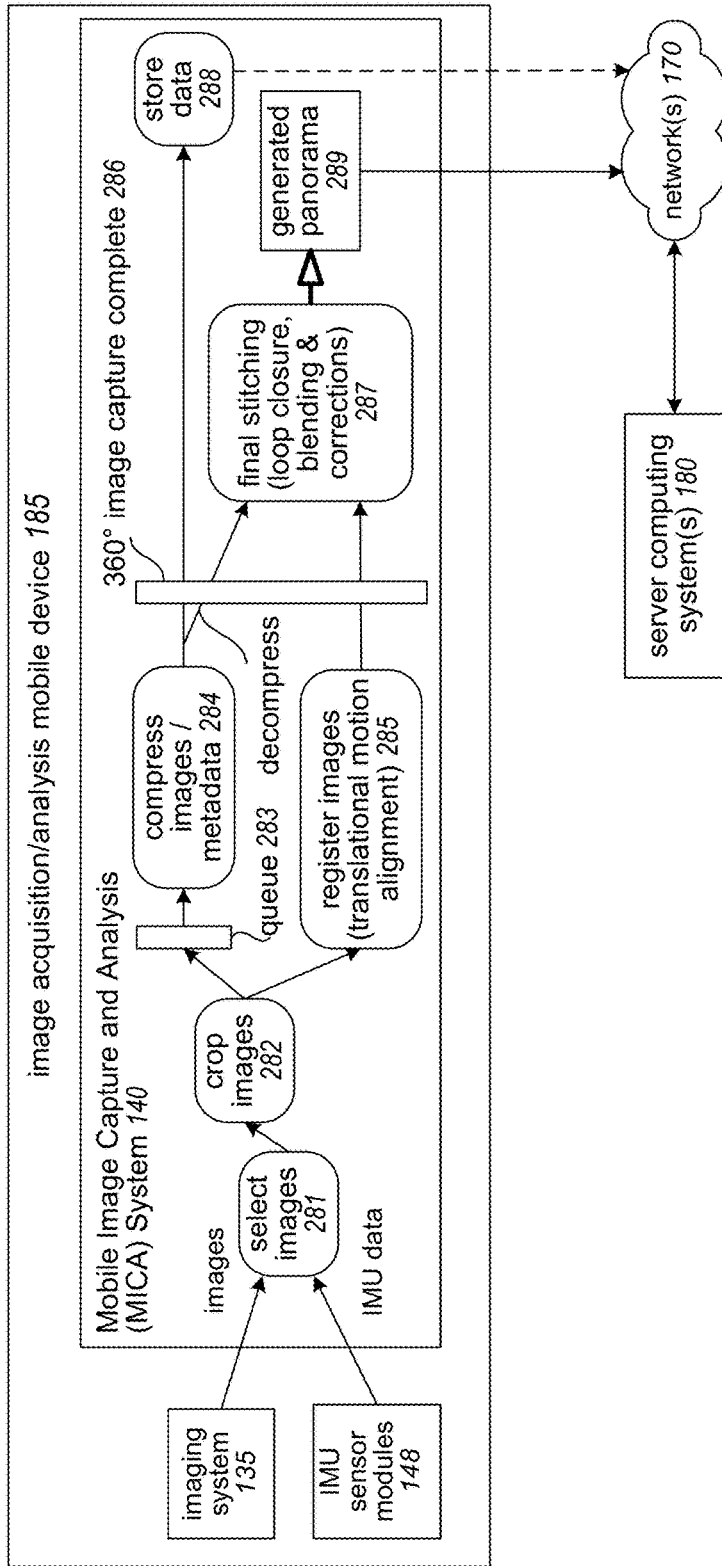 image acquisition/analysis mobile device 185
Mobile Image Capture and Analysis
(MICA) System 140
imaging
system
135
IMU
sensor
modules
148
images
IMU data
select
images
281
crop
images
282
queue 283
compress
images /
metadata 284
decompress
register images
(translational motion
alignment) 285
360° image capture complete 286
final stitching
(loop closure,
blending &
corrections)
287
store
data
288
generated
panorama
289
network(s) 170
server computing
system(s) 180